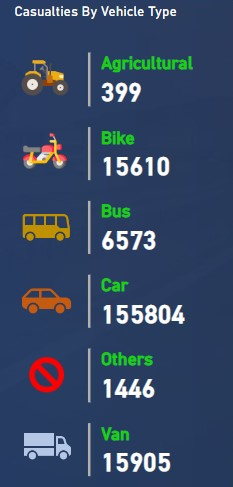 Casualties By Vehicle Type
Agricultural
399
Bike
15610
Bus
6573
Car
155804
Others
1446
Van
15905